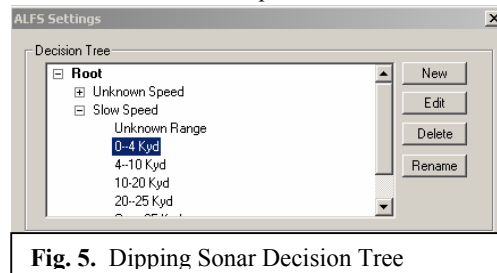 ALFS Settings
Decision Tree
Root
Unknown Speed
Slow Speed
Unknown Range
0--4 Kyd
4--10 Kyd
10-20 Kyd
20--25 Kyd
New
Edit
Delete
Rename
Fig. 5. Dipping Sonar Decision Tree